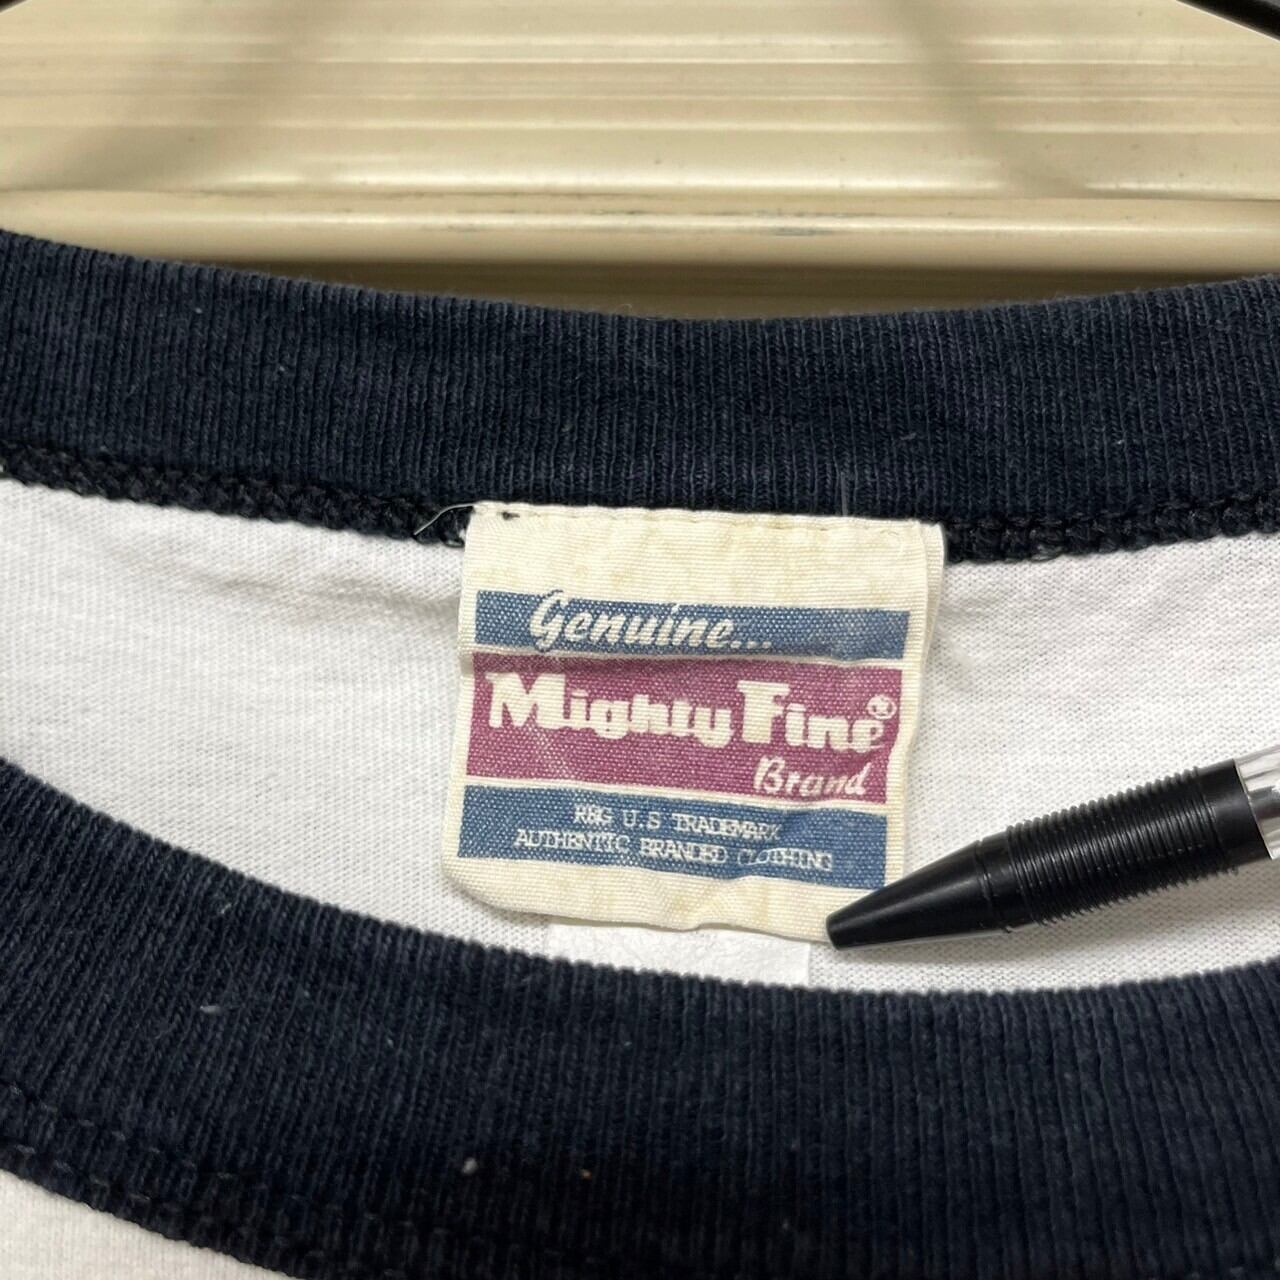 Genuine...
Mighty Fine®
Brand
REG U.S TRADEMARK
AUTHENTIC BRANDED CLOTHING